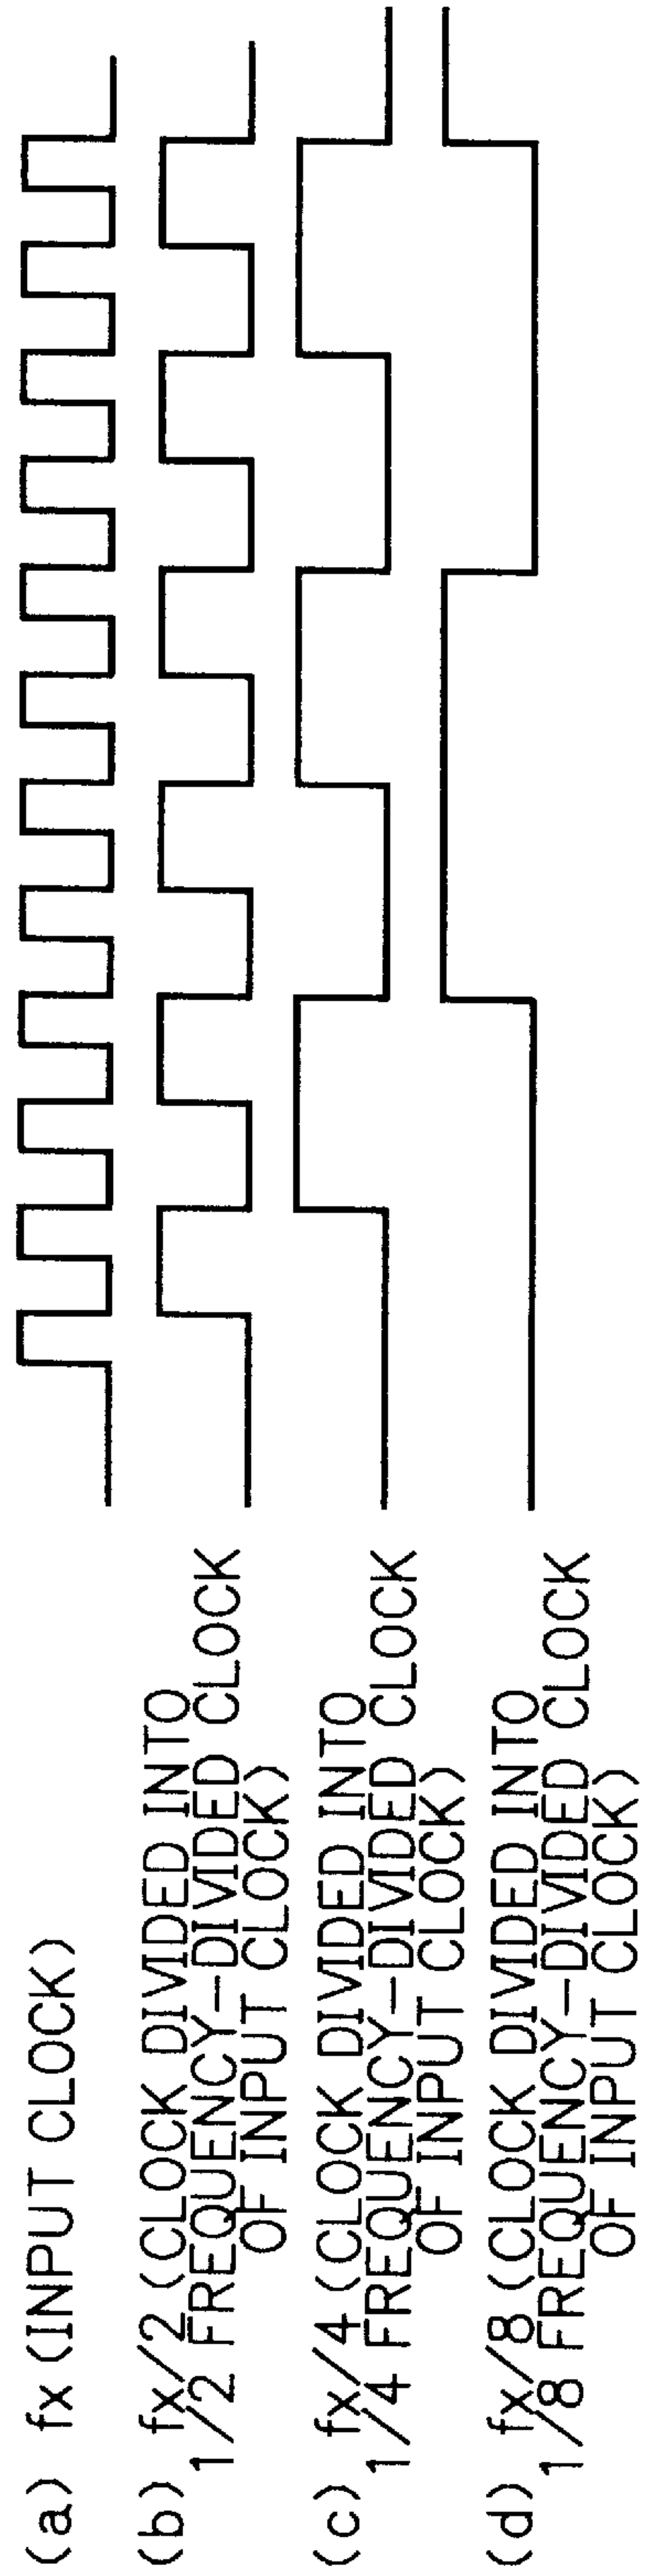 (a) fx (INPUT CLOCK)
(b) fx/2 (CLOCK DIVIDED INTO
1/2 FREQUENCY-DIVIDED CLOCK
OF INPUT CLOCK)
(c) fx/4 (CLOCK DIVIDED INTO
1/4 FREQUENCY-DIVIDED CLOCK
OF INPUT CLOCK)
(d) fx/8 (CLOCK DIVIDED INTO
1/8 FREQUENCY-DIVIDED CLOCK
OF INPUT CLOCK)